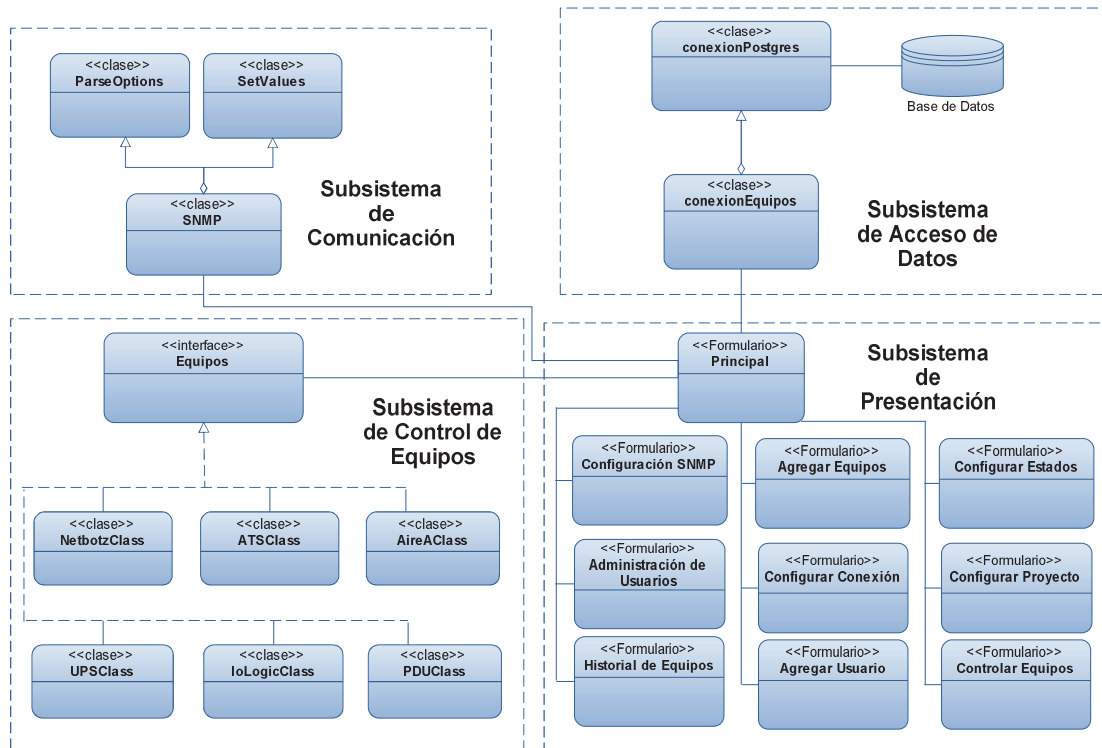 <<clase>>
ParseOptions
<<clase>>
SetValues
<<clase>>
SNMP
Subsistema
de
Comunicación
<<clase>>
conexionPostgres
Base de Datos
<<clase>>
conexionEquipos
Subsistema
de Acceso de
Datos
<<interface>>
Equipos
Subsistema
de Control de
Equipos
<<clase>>
NetbotzClass
<<clase>>
ATSClass
<<clase>>
AireAClass
<<clase>>
UPSClass
<<clase>>
IoLogicClass
<<clase>>
PDUClass
<<Formulario>>
Principal
Subsistema
de
Presentación
<<Formulario>>
Configuración SNMP
<<Formulario>>
Agregar Equipos
<<Formulario>>
Configurar Estados
<<Formulario>>
Administración de
Usuarios
<<Formulario>>
Configurar Conexión
<<Formulario>>
Configurar Proyecto
<<Formulario>>
Historial de Equipos
<<Formulario>>
Agregar Usuario
<<Formulario>>
Controlar Equipos